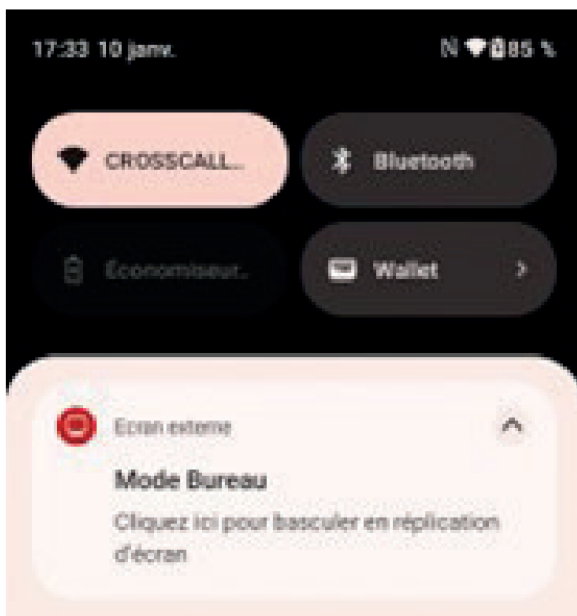 17:33 10 janv.
85 %
CROSSCALL...
Bluetooth
Économiseur...
Wallet
Ecran externe
Mode Bureau
Cliquez ici pour basculer en réplication
d'écran